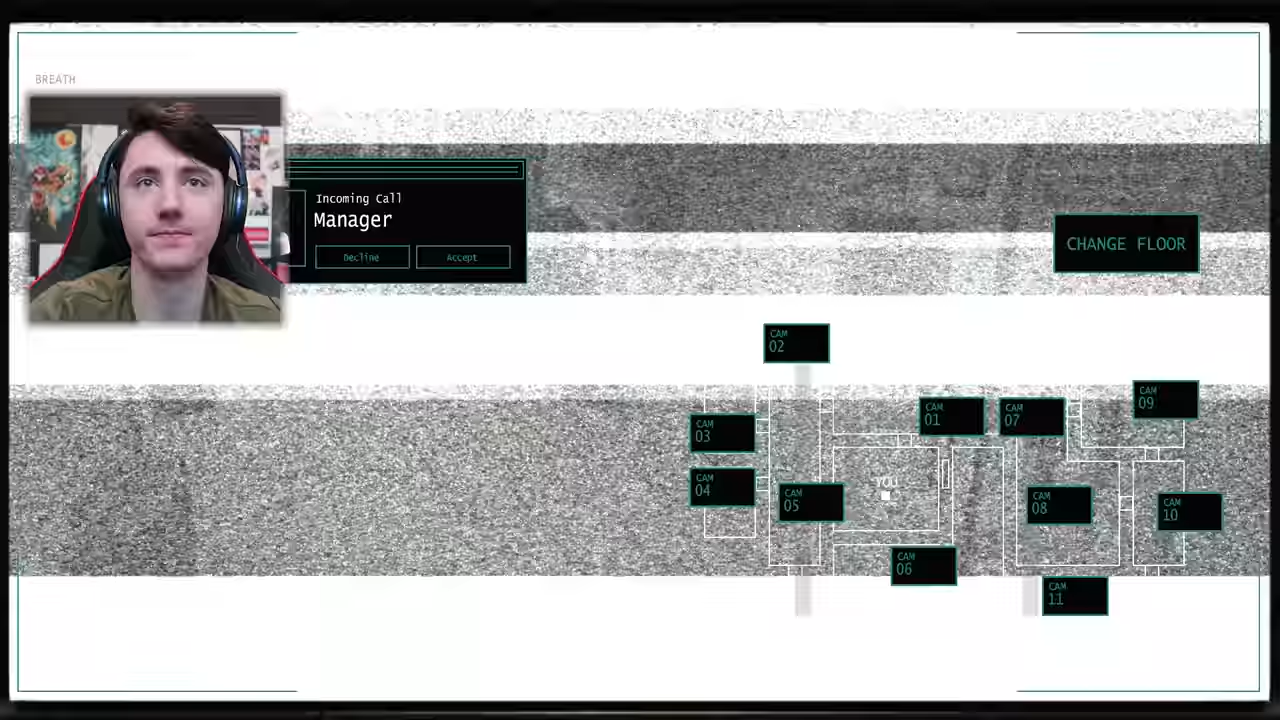 BREATH
Incoming Call
Manager
Decline
Accept
CHANGE FLOOR
CAM
02
CAM
09
CAM
01
CAM
07
CAM
03
CAM
04
YOU
CAM
05
CAM
08
CAM
10
CAM
06
CAM
11